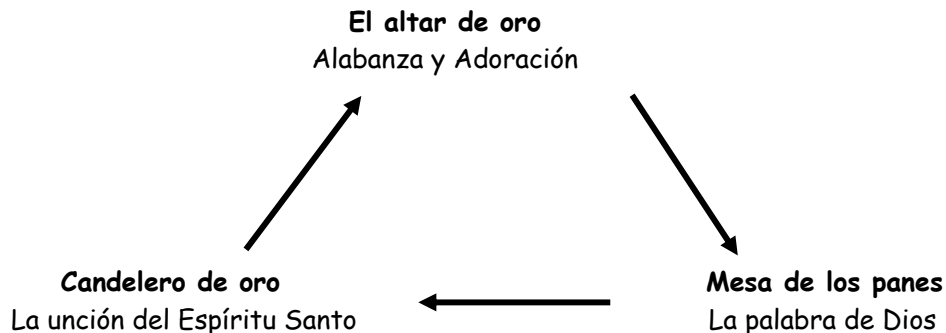 El altar de oro
Alabanza y Adoración
Candelero de oro
La unción del Espíritu Santo
Mesa de los panes
La palabra de Dios